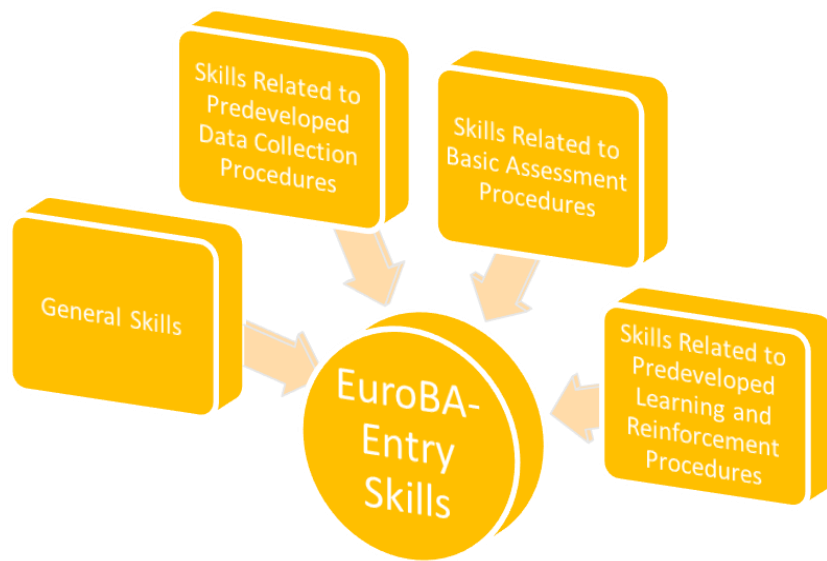 Skills Related to
Predeveloped
Data Collection
Procedures
Skills Related to
Basic Assessment
Procedures
General Skills
Skills Related to
Predeveloped
Learning and
Reinforcement
Procedures
EuroBA-
Entry
Skills